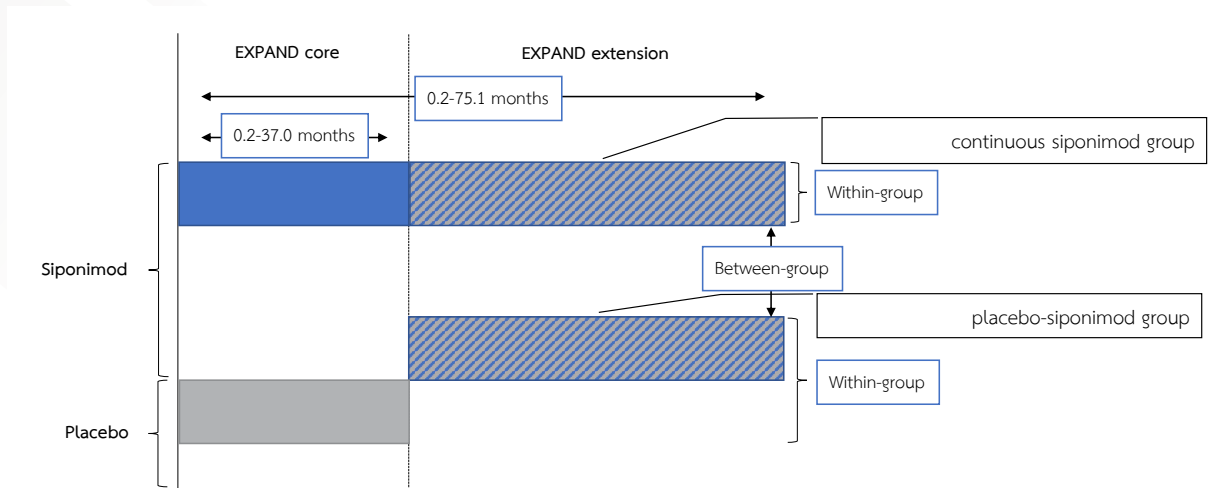 EXPAND core
EXPAND extension
0.2-75.1 months
0.2-37.0 months
continuous siponimod group
Within-group
Siponimod
Between-group
placebo-siponimod group
Within-group
Placebo